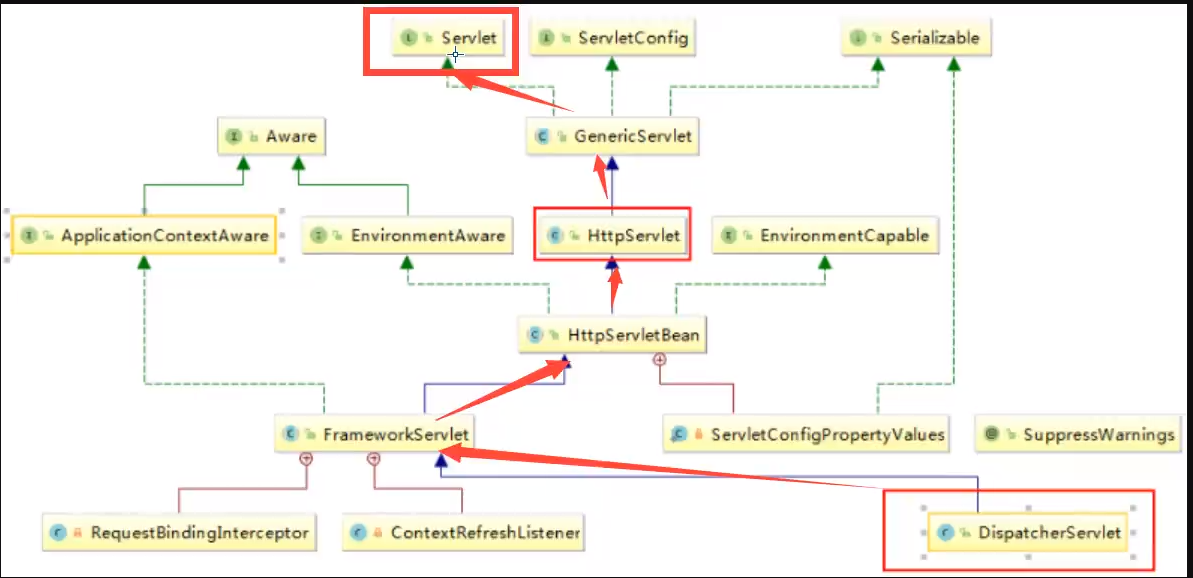 Servlet
ServletConfig
Serializable
Aware
GenericServlet
ApplicationContextAware
EnvironmentAware
HttpServlet
EnvironmentCapable
HttpServletBean
FrameworkServlet
ServletConfigPropertyValues
SuppressWarnings
RequestBindingInterceptor
ContextRefreshListener
DispatcherServlet